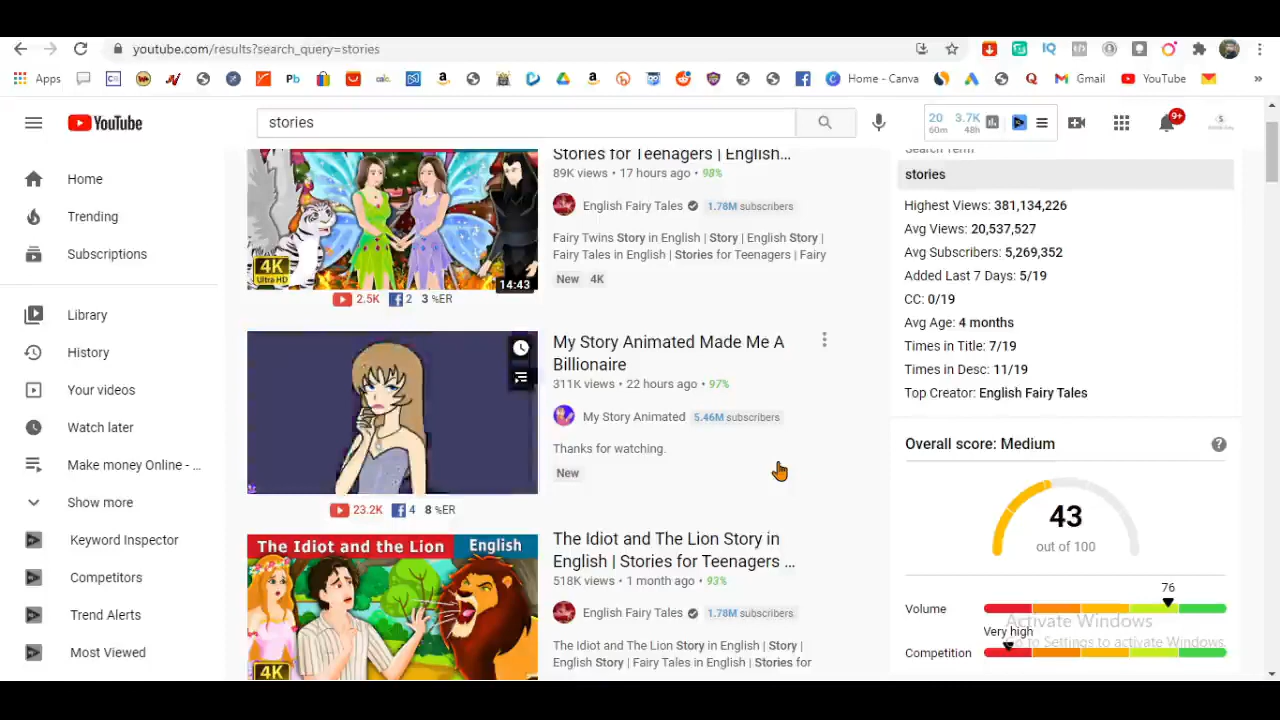 youtube.com/results?search_query=stories
Apps
Pb
Home - Canva
Gmail
YouTube
»
YouTube
stories
20 3.7K
60m 48h
9+
Home
Trending
Subscriptions
Library
History
Your videos
Watch later
Make money Online - ...
Show more
Keyword Inspector
Competitors
Trend Alerts
Most Viewed
4K
Ultra HD
14:43
2.5K 2 3 %ER
Stories for Teenagers | English...
89K views • 17 hours ago • 98%
English Fairy Tales 1.78M subscribers
Fairy Twins Story in English | Story | English Story |
Fairy Tales in English | Stories for Teenagers | Fairy
New 4K
23.2K 4 8 %ER
My Story Animated Made Me A
Billionaire
311K views • 22 hours ago • 97%
My Story Animated 5.46M subscribers
Thanks for watching.
New
The Idiot and the Lion English
4K
The Idiot and The Lion Story in
English | Stories for Teenagers ...
518K views • 1 month ago • 93%
English Fairy Tales 1.78M subscribers
The Idiot and The Lion Story in English | Story |
English Story | Fairy Tales in English | Stories for
Search Term
stories
Highest Views: 381,134,226
Avg Views: 20,537,527
Avg Subscribers: 5,269,352
Added Last 7 Days: 5/19
CC: 0/19
Avg Age: 4 months
Times in Title: 7/19
Times in Desc: 11/19
Top Creator: English Fairy Tales
Overall score: Medium
?
43
out of 100
76
Volume
Very high
Competition
Activate Windows
Go to Settings to activate Windows.